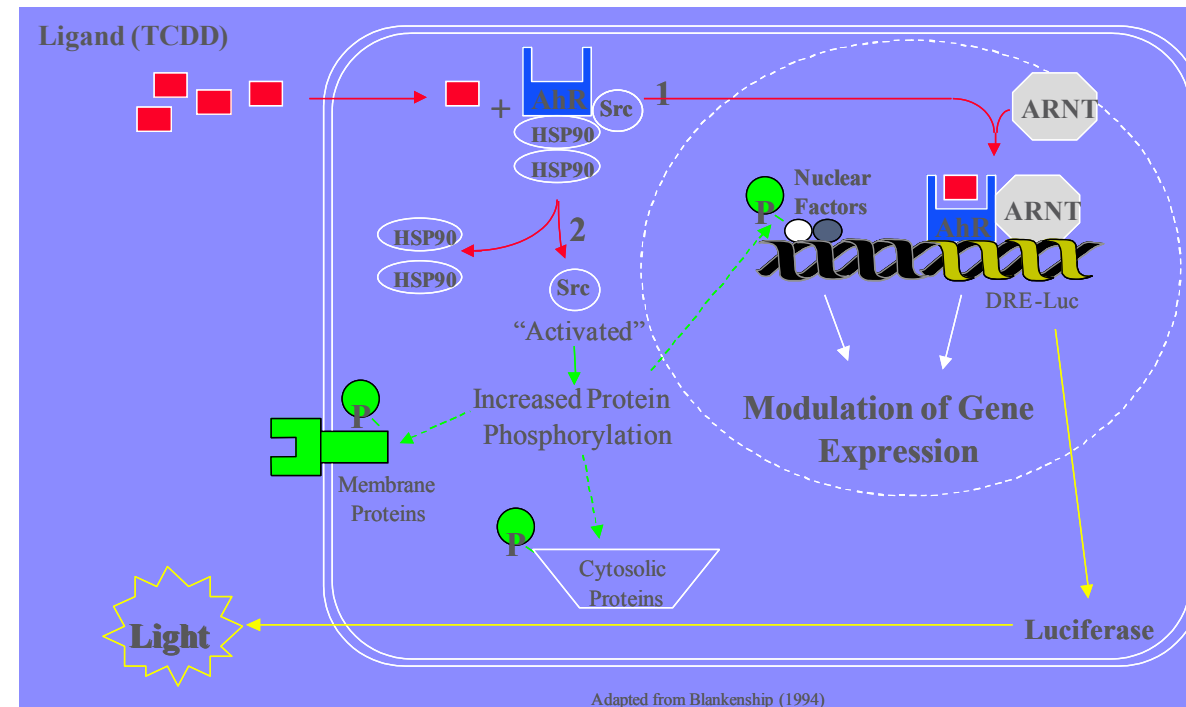 Ligand (TCDD)
+
AhR
Src
1
HSP90
HSP90
ARNT
P
Nuclear
Factors
AhR
ARNT
DRE-Luc
2
HSP90
HSP90
Src
“Activated”
Increased Protein
Phosphorylation
P
Membrane
Proteins
Modulation of Gene
Expression
P
Cytosolic
Proteins
Light
Luciferase
Adapted from Blankenship (1994)